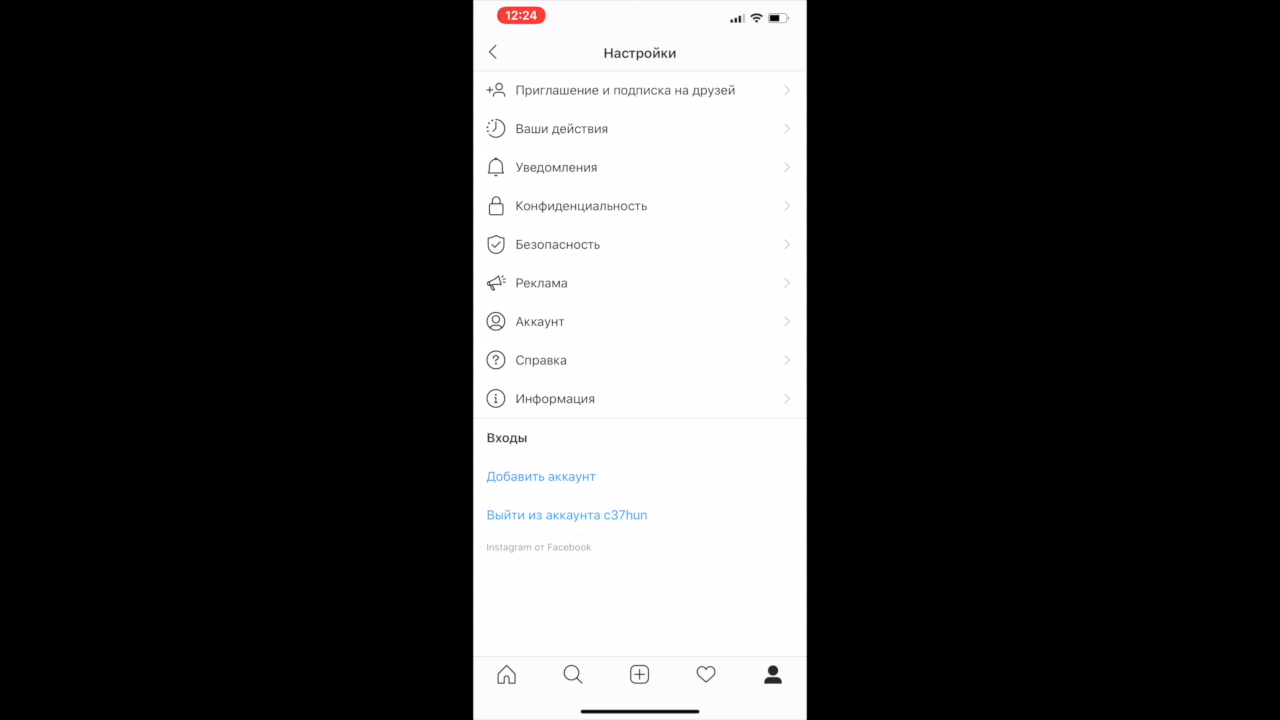 12:24
Настройки
Приглашение и подписка на друзей
Ваши действия
Уведомления
Конфиденциальность
Безопасность
Реклама
Аккаунт
Справка
Информация
Входы
Добавить аккаунт
Выйти из аккаунта c37hun
Instagram от Facebook